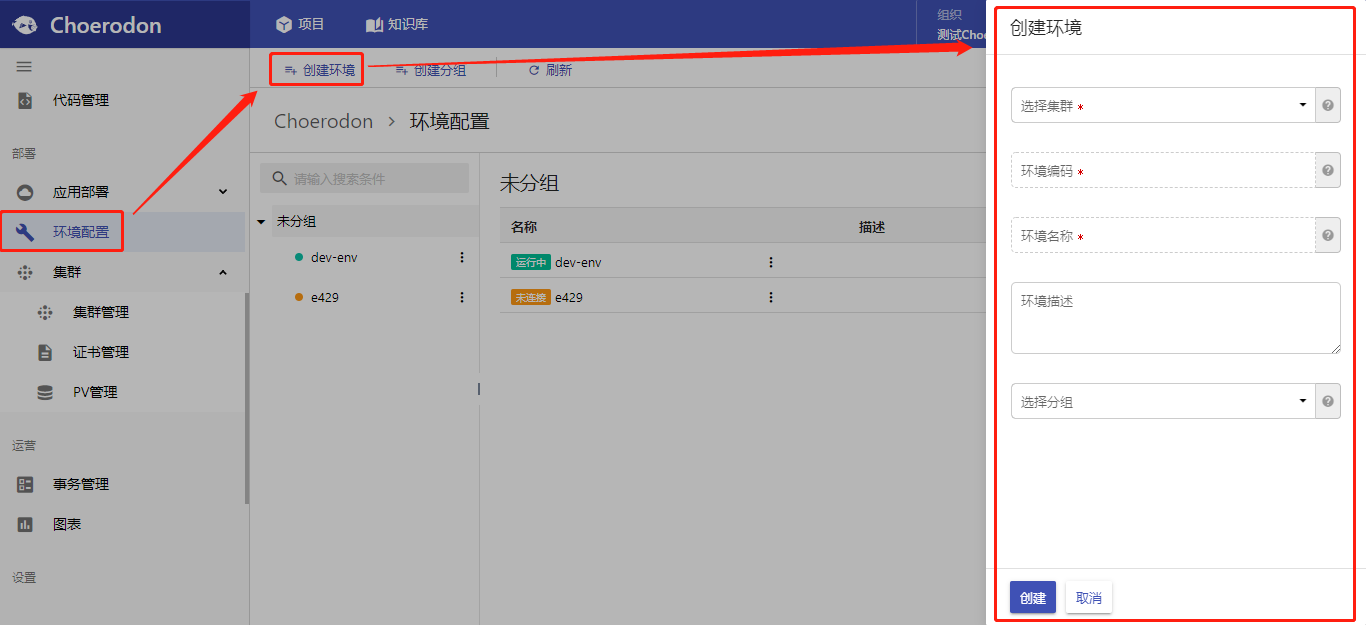 Choerodon
项目
知识库
组织
测试Choe
代码管理
部署
应用部署
环境配置
集群
集群管理
证书管理
PV管理
运营
事务管理
图表
设置
创建环境
创建分组
刷新
Choerodon > 环境配置
请输入搜索条件
未分组
dev-env
e429
未分组
名称 描述
运行中 dev-env
未连接 e429
创建环境
选择集群 *
环境编码 *
环境名称 *
环境描述
选择分组
创建 取消